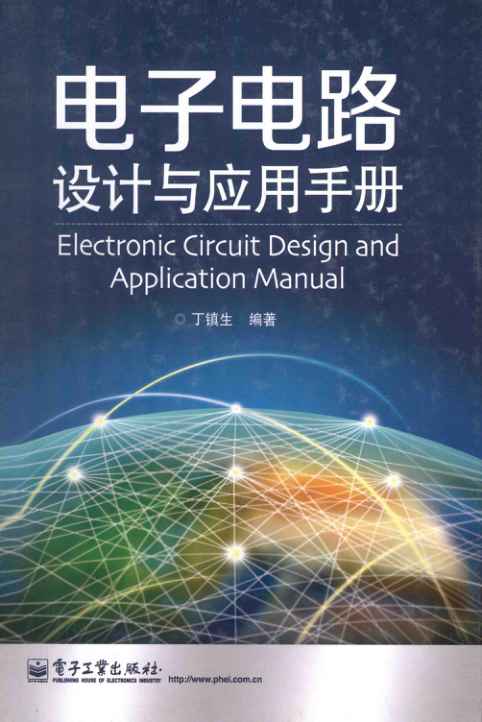 电子电路
设计与应用手册
Electronic Circuit Design and
Application Manual
丁镇生 编著
電子工業出版社·
PUBLISHING HOUSE OF ELECTRONICS INDUSTRY
http://www.phei.com.cn